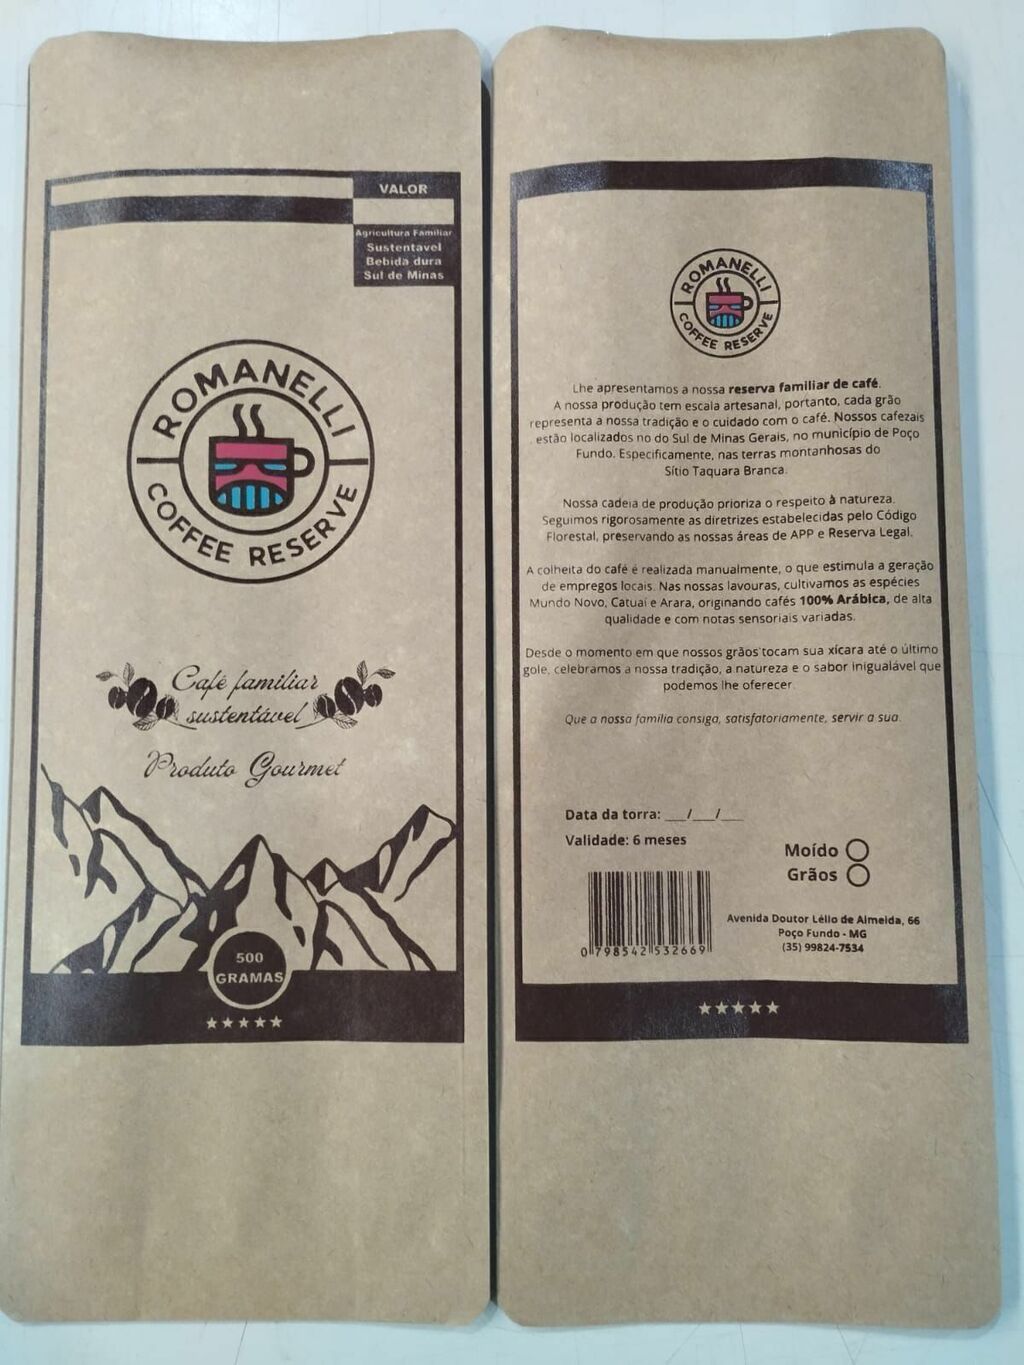 VALOR
Agricultura Familiar
Sustentavel
Bebida dura
Sul de Minas
ROMANELLI
COFFEE RESERVE
Café familiar
sustentável
Produto Gourmet
500
GRAMAS
ROMANELLI
COFFEE RESERVE
Lhe apresentamos a nossa reserva familiar de café.
A nossa produção tem escala artesanal, portanto, cada grão
representa a nossa tradição e o cuidado com o café. Nossos cafezais
estão localizados no do Sul de Minas Gerais, no município de Poço
Fundo. Especificamente, nas terras montanhosas do
Sítio Taquara Branca.
Nossa cadeia de produção prioriza o respeito à natureza.
Seguimos rigorosamente as diretrizes estabelecidas pelo Código
Florestal, preservando as nossas áreas de APP e Reserva Legal.
A colheita do café é realizada manualmente, o que estimula a geração
de empregos locais. Nas nossas lavouras, cultivamos as espécies
Mundo Novo, Catuaí e Arara, originando cafés 100% Arábica, de alta
qualidade e com notas sensoriais variadas.
Desde o momento em que nossos grãos tocam sua xícara até o último
gole, celebramos a nossa tradição, a natureza e o sabor inigualável que
podemos lhe oferecer.
Que a nossa família consiga, satisfatoriamente, servir a sua.
Data da torra: ___/___/___
Validade: 6 meses
Moído
Grãos
0 798542 532669
Avenida Doutor Lélio de Almeida, 66
Poço Fundo - MG
(35) 99824-7534